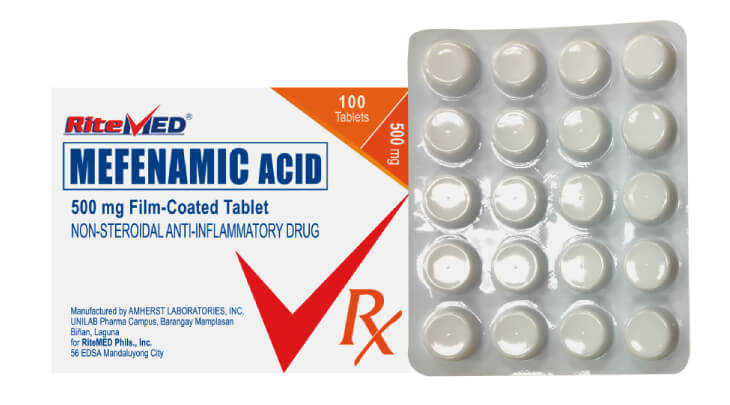 RiteMED®
100
Tablets
500 mg
MEFENAMIC ACID
500 mg Film-Coated Tablet
NON-STEROIDAL ANTI-INFLAMMATORY DRUG
Rx
Manufactured by AMHERST LABORATORIES, INC.
UNILAB Pharma Campus, Barangay Mamplasan
Biñan, Laguna
for RiteMED Phils., Inc.
56 EDSA Mandaluyong City